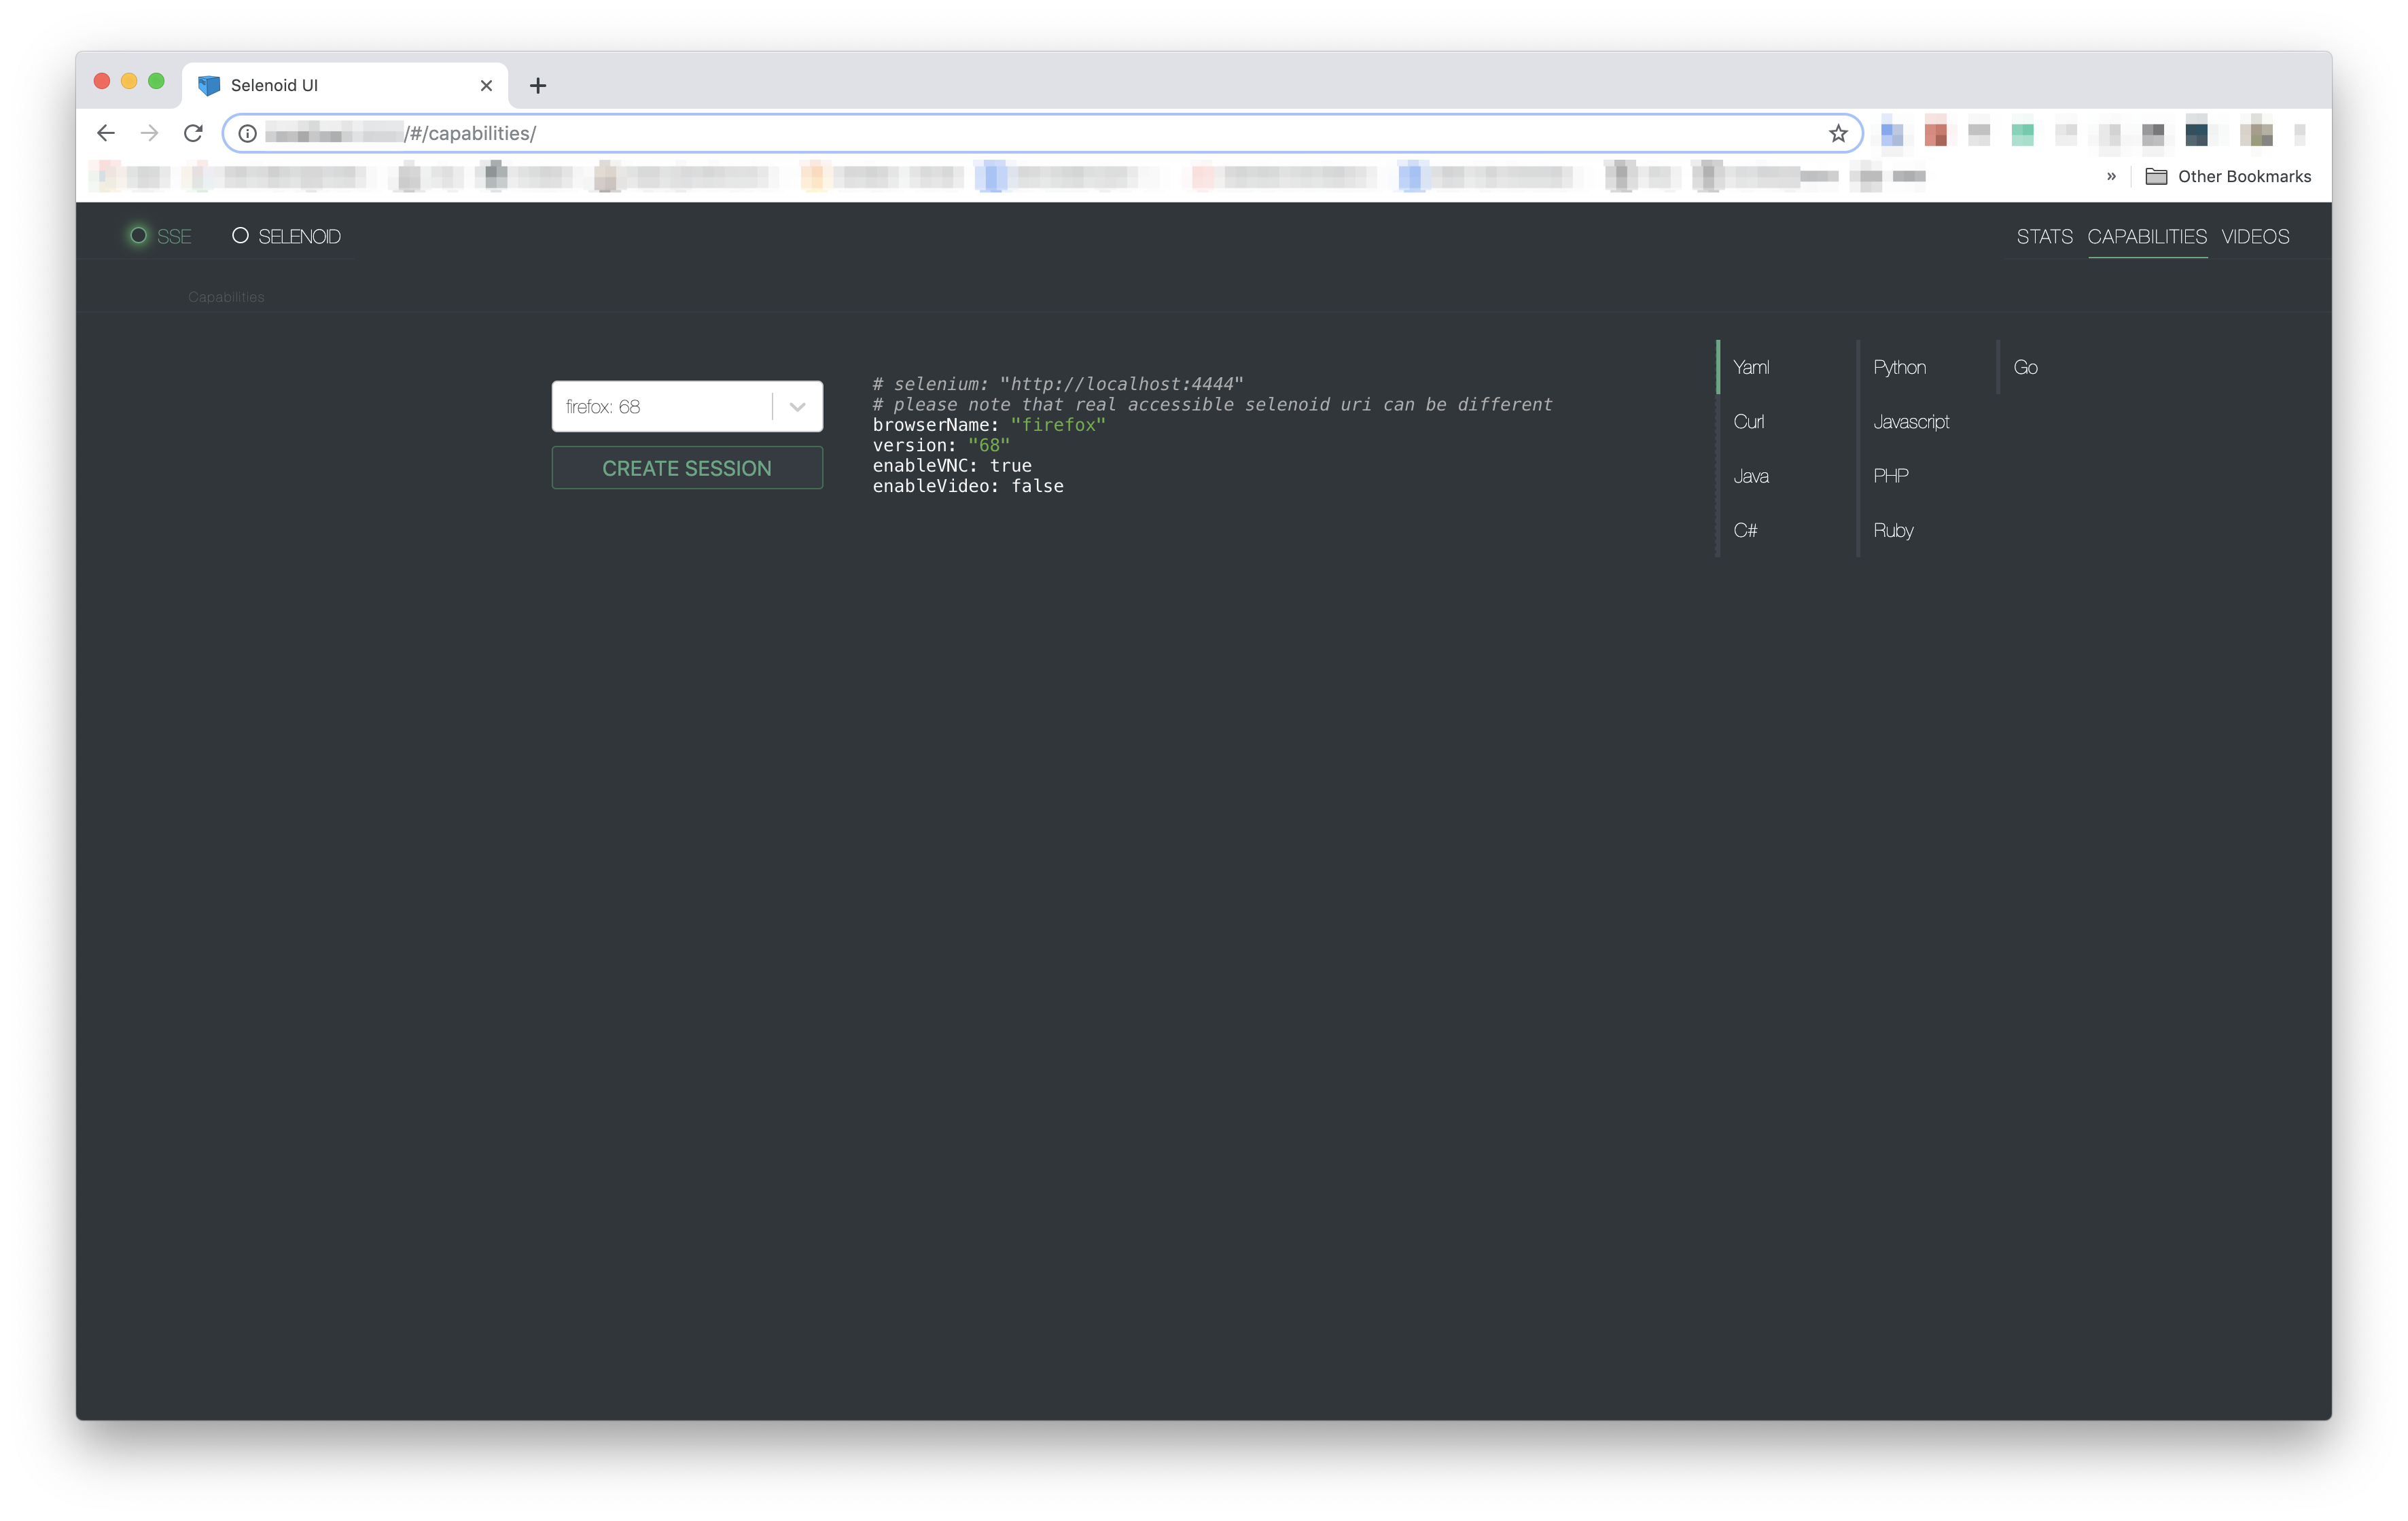 Selenoid UI
/#/capabilities/
» Other Bookmarks
SSE SELENOID STATS CAPABILITIES VIDEOS
Capabilities
firefox: 68
CREATE SESSION
# selenium: "http://localhost:4444"
# please note that real accessible selenoid uri can be different
browserName: "firefox"
version: "68"
enableVNC: true
enableVideo: false
Yaml
Curl
Java
C#
Python
Javascript
PHP
Ruby
Go